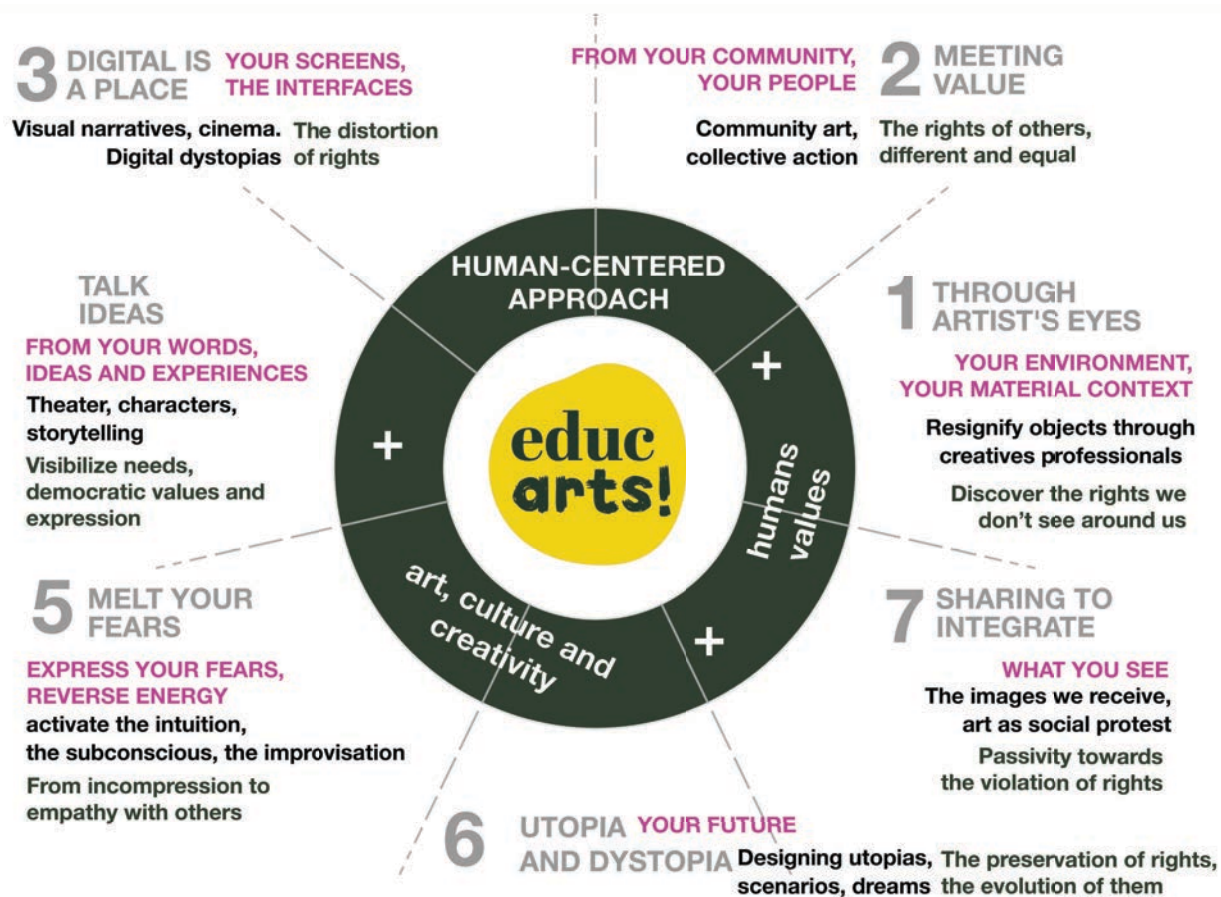 3 DIGITAL IS
A PLACE
YOUR SCREENS,
THE INTERFACES
Visual narratives, cinema.
Digital dystopias
The distortion
of rights
FROM YOUR COMMUNITY,
YOUR PEOPLE
2 MEETING
VALUE
Community art,
collective action
The rights of others,
different and equal
TALK
IDEAS
FROM YOUR WORDS,
IDEAS AND EXPERIENCES
Theater, characters,
storytelling
Visibilize needs,
democratic values and
expression
HUMAN-CENTERED
APPROACH
+
educ
arts!
+
humans
values
+
art, culture and
creativity
1 THROUGH
ARTIST'S EYES
YOUR ENVIRONMENT,
YOUR MATERIAL CONTEXT
Resignify objects through
creatives professionals
Discover the rights we
don't see around us
5 MELT YOUR
FEARS
EXPRESS YOUR FEARS,
REVERSE ENERGY
activate the intuition,
the subconscious, the improvisation
From incompression to
empathy with others
7 SHARING TO
INTEGRATE
WHAT YOU SEE
The images we receive,
art as social protest
Passivity towards
the violation of rights
6 UTOPIA
AND DYSTOPIA
YOUR FUTURE
Designing utopias,
scenarios, dreams
The preservation of rights,
the evolution of them